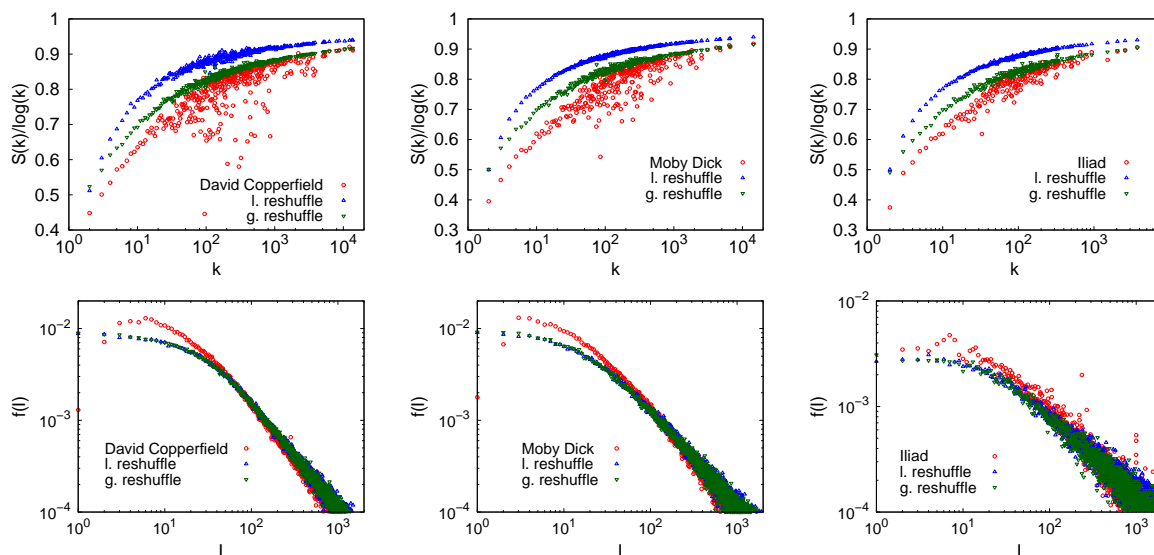 S(k)/log(k)
1
0.9
0.8
0.7
0.6
0.5
0.4
10^0 10^1 10^2 10^3 10^4
k
David Copperfield
l. reshuffle
g. reshuffle
S(k)/log(k)
1
0.9
0.8
0.7
0.6
0.5
0.4
0.3
10^0 10^1 10^2 10^3 10^4
k
Moby Dick
l. reshuffle
g. reshuffle
S(k)/log(k)
1
0.9
0.8
0.7
0.6
0.5
0.4
0.3
10^0 10^1 10^2 10^3
k
Iliad
l. reshuffle
g. reshuffle
f(l)
10^-2
10^-3
10^-4
10^0 10^1 10^2 10^3
l
David Copperfield
l. reshuffle
g. reshuffle
f(l)
10^-2
10^-3
10^-4
10^0 10^1 10^2 10^3
l
Moby Dick
l. reshuffle
g. reshuffle
f(l)
10^-2
10^-3
10^-4
10^0 10^1 10^2 10^3
l
Iliad
l. reshuffle
g. reshuffle